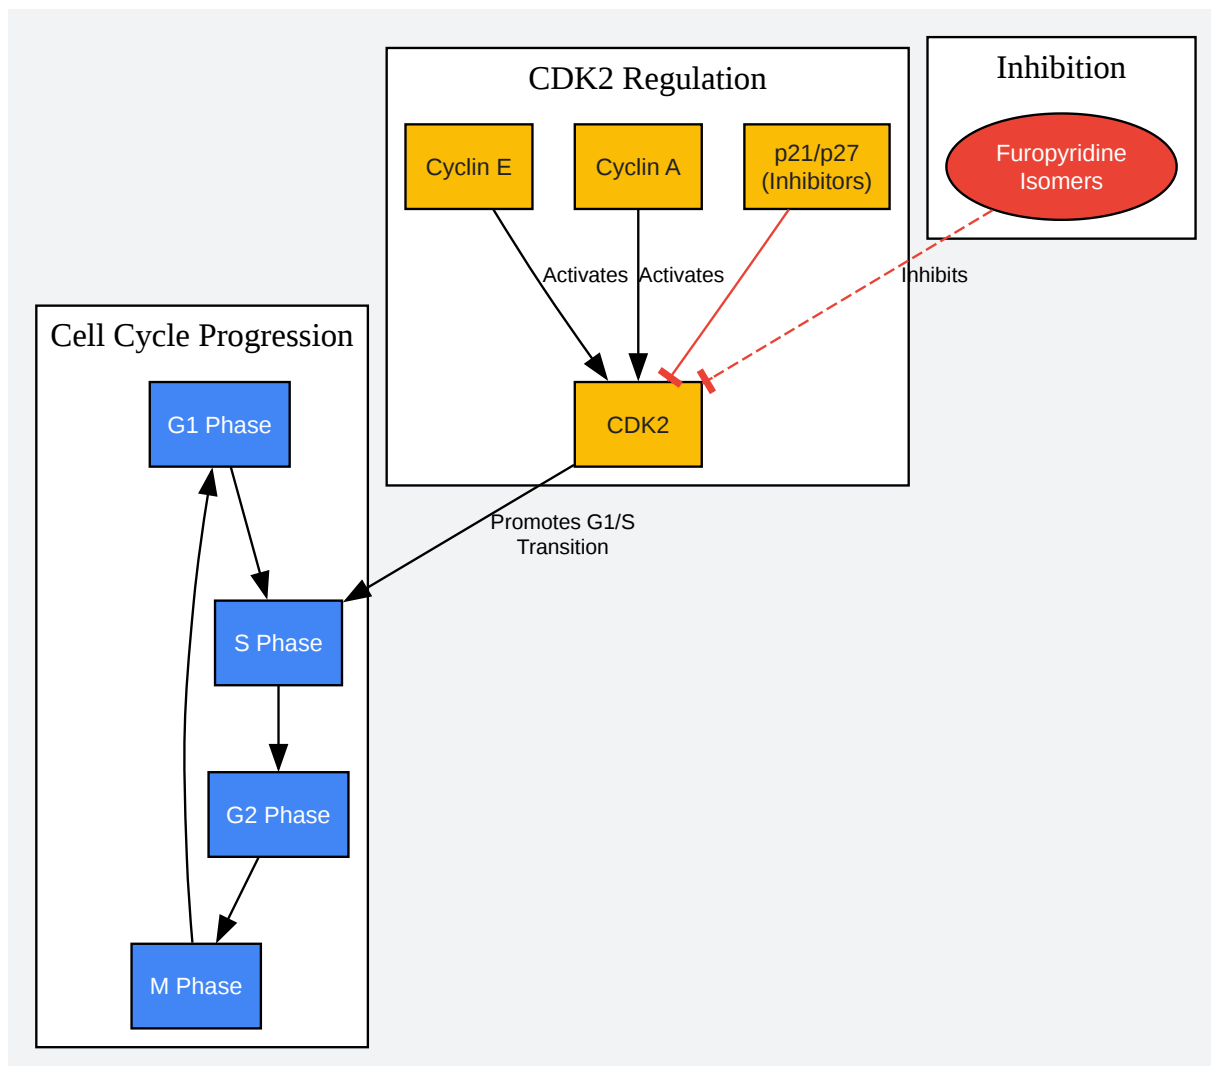 CDK2 Regulation
Inhibition
Cyclin E
Cyclin A
p21/p27
(Inhibitors)
Furopyridine
Isomers
Activates
Activates
Inhibits
Cell Cycle Progression
G1 Phase
CDK2
Promotes G1/S
Transition
S Phase
G2 Phase
M Phase